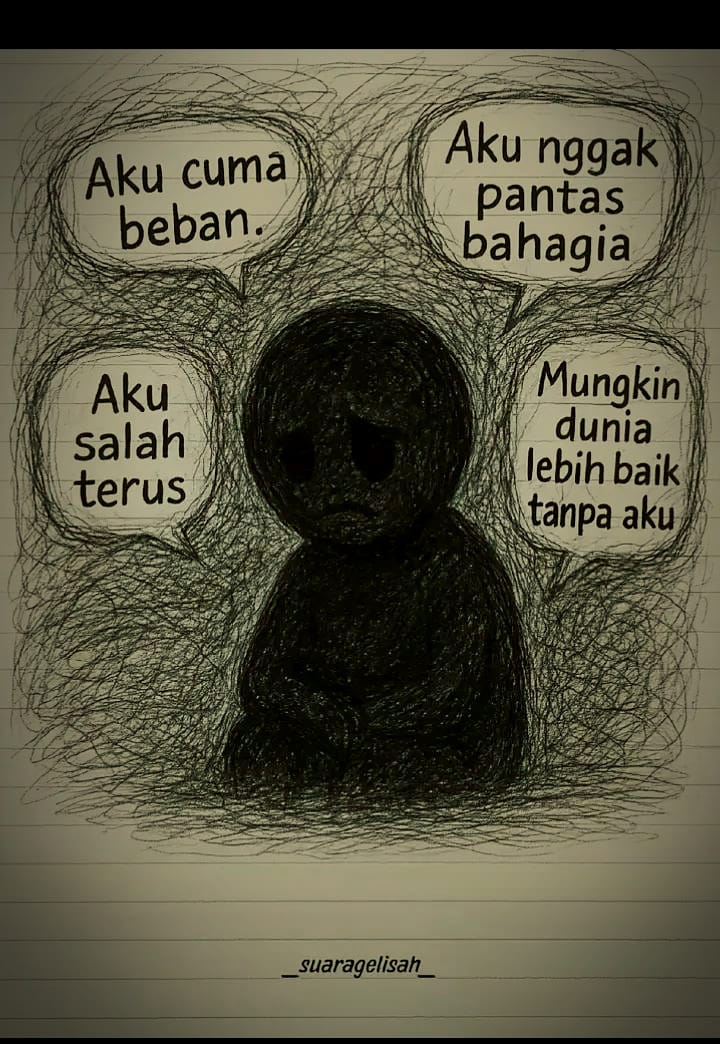 Aku cuma
beban.
Aku nggak
pantas
bahagia
Aku
salah
terus
Mungkin
dunia
lebih baik
tanpa aku
_suaragelisah_